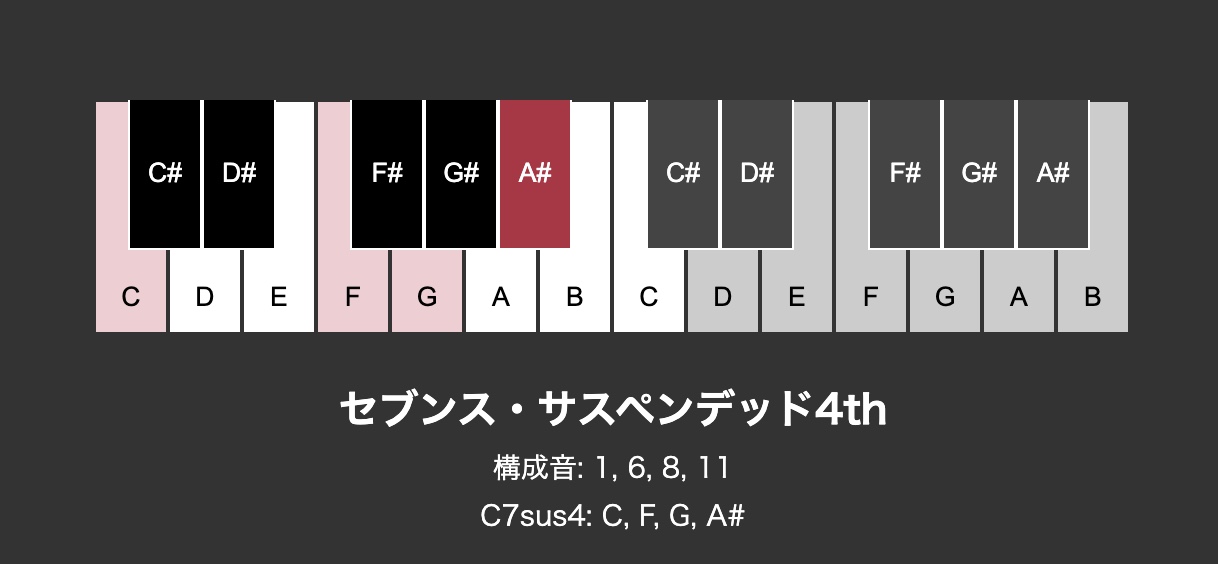 C# D# F# G# A# C# D# F# G# A#
C D E F G A B C D E F G A B
セブンス・サスペンデッド4th
構成音: 1, 6, 8, 11
C7sus4: C, F, G, A#